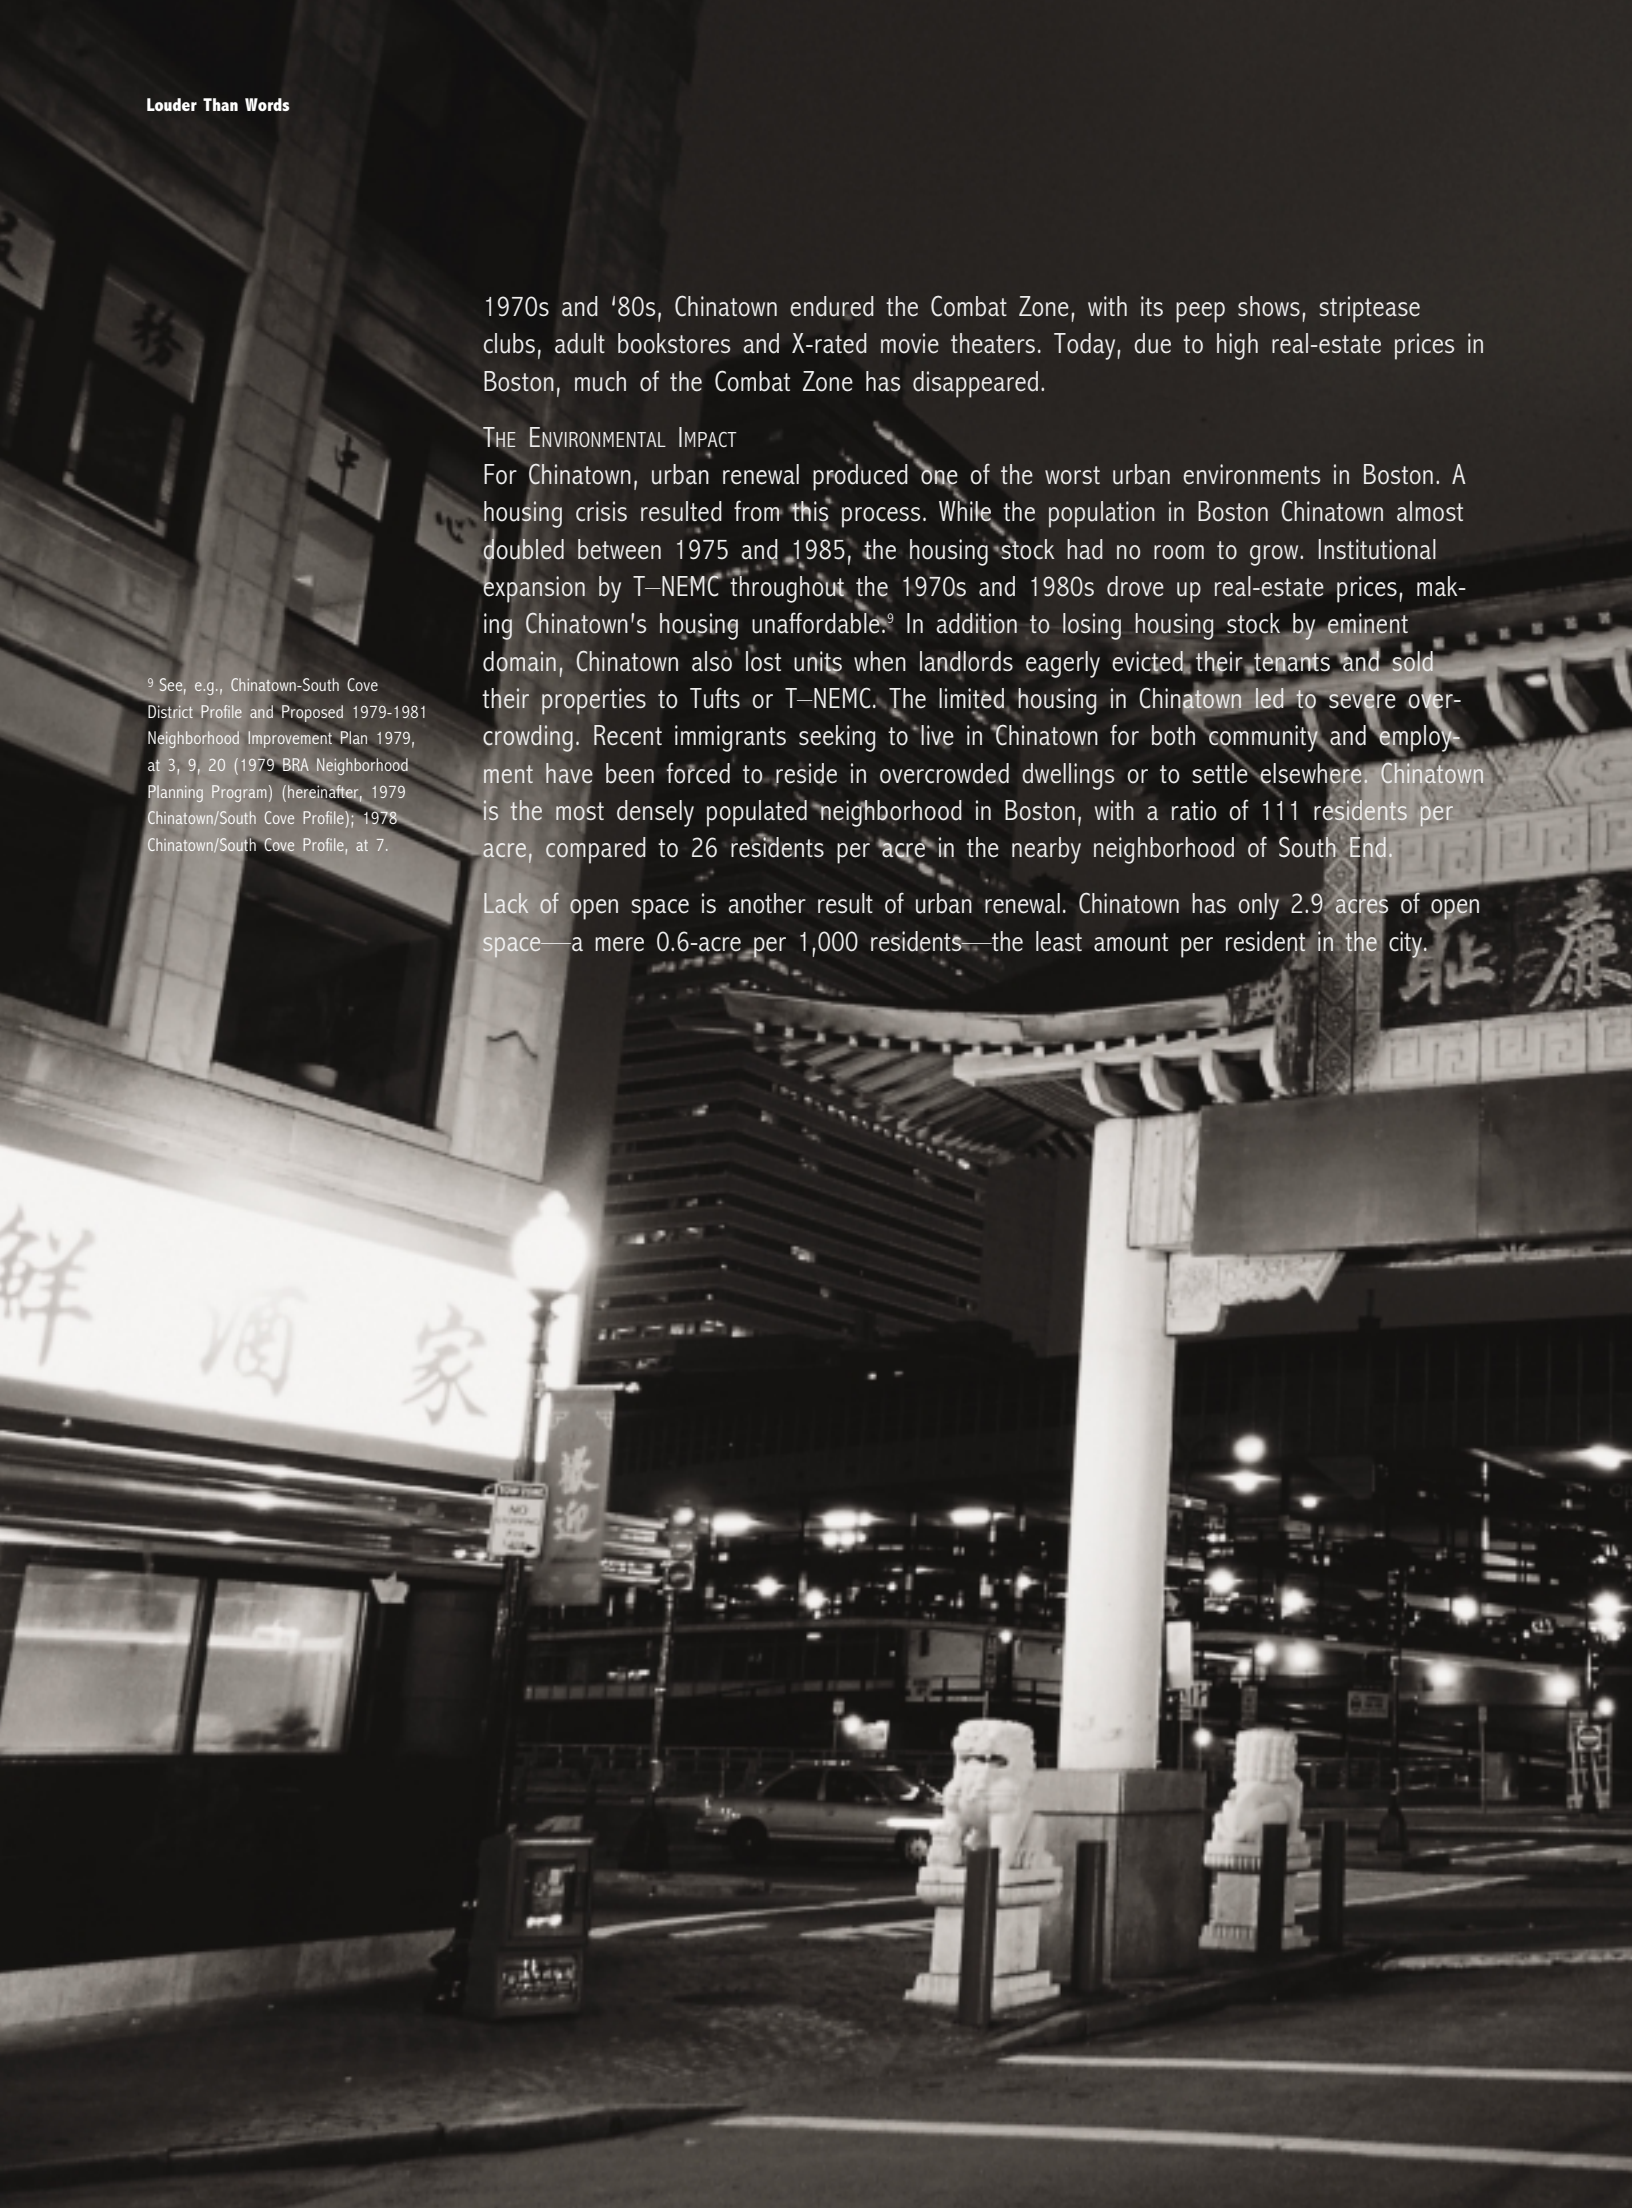 Louder Than Words
1970s and ‘80s, Chinatown endured the Combat Zone, with its peep shows, striptease
clubs, adult bookstores and X-rated movie theaters. Today, due to high real-estate prices in
Boston, much of the Combat Zone has disappeared.
THE ENVIRONMENTAL IMPACT
For Chinatown, urban renewal produced one of the worst urban environments in Boston. A
housing crisis resulted from this process. While the population in Boston Chinatown almost
doubled between 1975 and 1985, the housing stock had no room to grow. Institutional
expansion by T–NEMC throughout the 1970s and 1980s drove up real-estate prices, mak-
ing Chinatown's housing unaffordable.⁹ In addition to losing housing stock by eminent
domain, Chinatown also lost units when landlords eagerly evicted their tenants and sold
their properties to Tufts or T–NEMC. The limited housing in Chinatown led to severe over-
crowding. Recent immigrants seeking to live in Chinatown for both community and employ-
ment have been forced to reside in overcrowded dwellings or to settle elsewhere. Chinatown
is the most densely populated neighborhood in Boston, with a ratio of 111 residents per
acre, compared to 26 residents per acre in the nearby neighborhood of South End.
Lack of open space is another result of urban renewal. Chinatown has only 2.9 acres of open
space—a mere 0.6-acre per 1,000 residents—the least amount per resident in the city.
⁹ See, e.g., Chinatown-South Cove
District Profile and Proposed 1979-1981
Neighborhood Improvement Plan 1979,
at 3, 9, 20 (1979 BRA Neighborhood
Planning Program) (hereinafter, 1979
Chinatown/South Cove Profile); 1978
Chinatown/South Cove Profile, at 7.
務
中
心
恥 廉
鮮 酒 家
歡
迎
NO